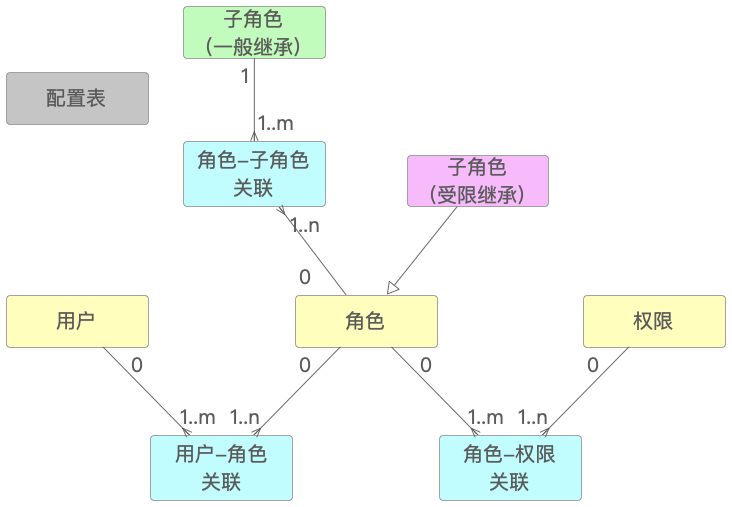 子角色
（一般继承）
1
配置表
1..m
角色–子角色
关联
子角色
（受限继承）
1..n
0
用户
角色
权限
0
0
0
0
1..m
1..n
1..m
1..n
用户–角色
关联
角色–权限
关联